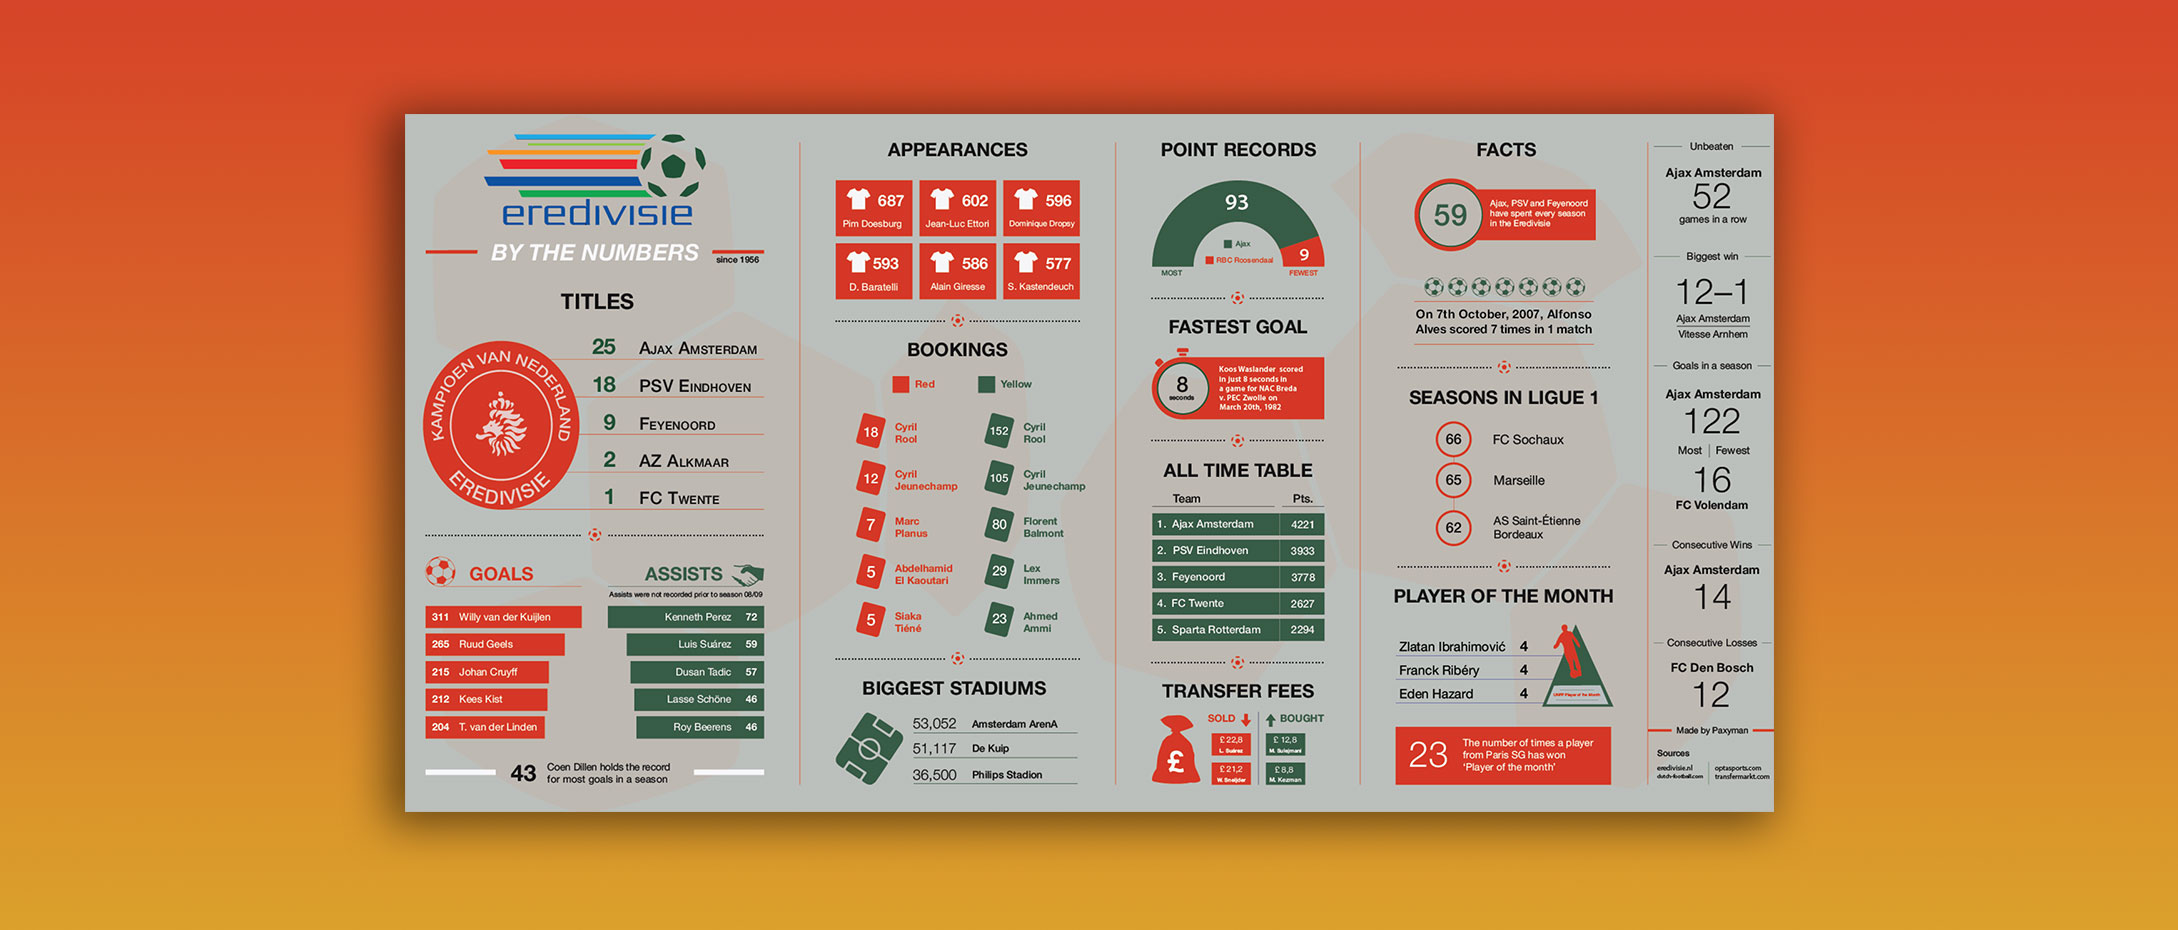 eredivisie
BY THE NUMBERS
since 1956
TITLES
KAMPIOEN VAN NEDERLAND
EREDIVISIE
25 AJAX AMSTERDAM
18 PSV EINDHOVEN
9 FEYENOORD
2 AZ ALKMAAR
1 FC TWENTE
GOALS
311 Willy van der Kuijlen
265 Ruud Geels
215 Johan Cruyff
212 Kees Kist
204 T. van der Linden
ASSISTS
Assists were not recorded prior to season 08/09
Kenneth Perez 72
Luis Suárez 59
Dusan Tadic 57
Lasse Schöne 46
Roy Beerens 46
43 Coen Dillen holds the record
for most goals in a season
APPEARANCES
687
Pim Doesburg
602
Jean-Luc Ettori
596
Dominique Dropsy
593
D. Baratelli
586
Alain Giresse
577
S. Kastendeuch
BOOKINGS
Red
Yellow
18 Cyril
Rool
152 Cyril
Rool
12 Cyril
Jeunechamp
105 Cyril
Jeunechamp
7 Marc
Planus
80 Florent
Balmont
5 Abdelhamid
El Kaoutari
29 Lex
Immers
5 Siaka
Tiéné
23 Ahmed
Ammi
BIGGEST STADIUMS
53,052 Amsterdam ArenA
51,117 De Kuip
36,500 Philips Stadion
POINT RECORDS
93
Ajax
RBC Roosendaal
9
MOST
FEWEST
FASTEST GOAL
8
seconds
Koos Waslander scored
in just 8 seconds in
a game for NAC Breda
v. PEC Zwolle on
March 20th, 1982
ALL TIME TABLE
Team Pts.
1. Ajax Amsterdam 4221
2. PSV Eindhoven 3933
3. Feyenoord 3778
4. FC Twente 2627
5. Sparta Rotterdam 2294
TRANSFER FEES
SOLD
BOUGHT
£
£ 22,8
L. Suárez
£ 12,8
M. Sulejmani
£ 21,2
W. Sneijder
£ 8,8
M. Kezman
FACTS
59
Ajax, PSV and Feyenoord
have spent every season
in the Eredivisie
On 7th October, 2007, Alfonso
Alves scored 7 times in 1 match
SEASONS IN LIGUE 1
66 FC Sochaux
65 Marseille
62 AS Saint-Étienne
Bordeaux
PLAYER OF THE MONTH
Zlatan Ibrahimović 4
Franck Ribéry 4
Eden Hazard 4
UNFP Player of the Month
23
The number of times a player
from Paris SG has won
‘Player of the month’
Unbeaten
Ajax Amsterdam
52
games in a row
Biggest win
12–1
Ajax Amsterdam
Vitesse Arnhem
Goals in a season
Ajax Amsterdam
122
Most Fewest
16
FC Volendam
Consecutive Wins
Ajax Amsterdam
14
Consecutive Losses
FC Den Bosch
12
Made by Paxyman
Sources
eredivisie.nl
dutch-football.com
optasports.com
transfermarkt.com